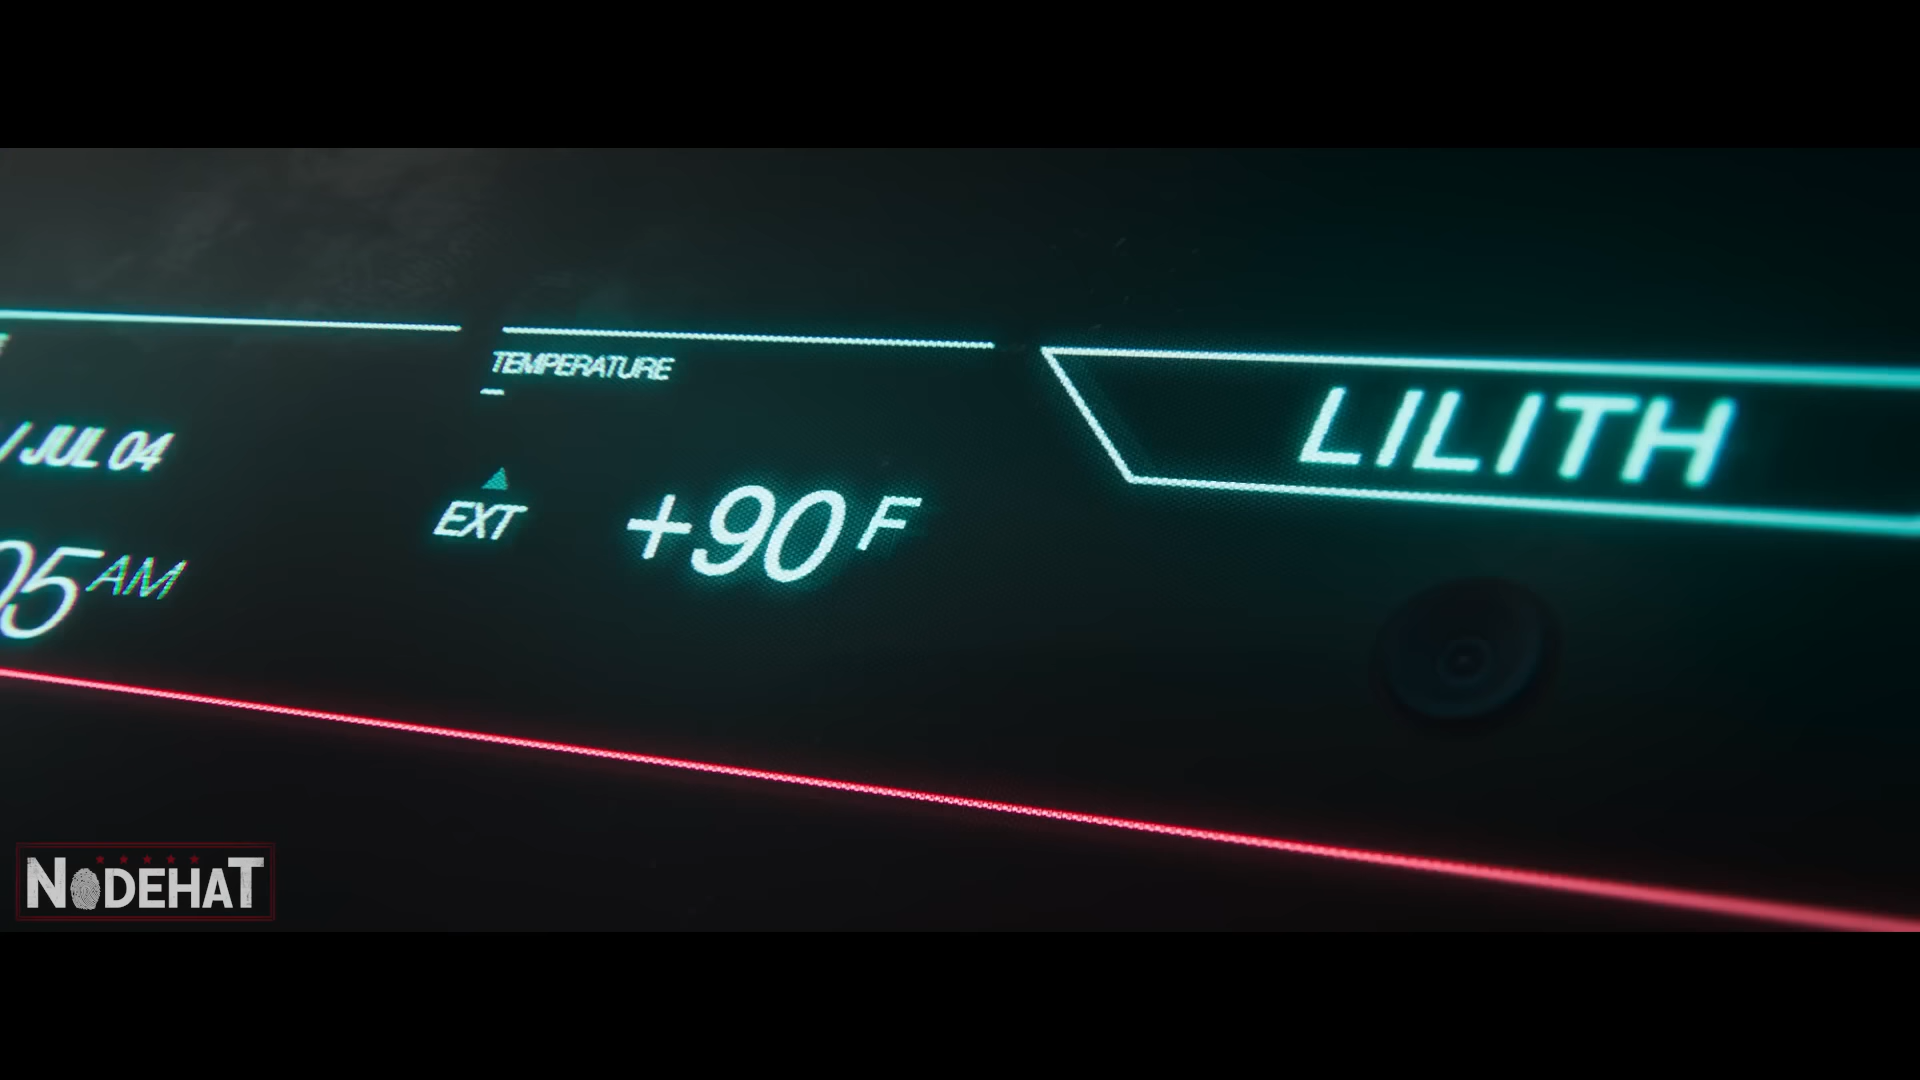 TEMPERATURE
LILITH
/ JUL 04
EXT +90 F
05 AM
NODEHAT